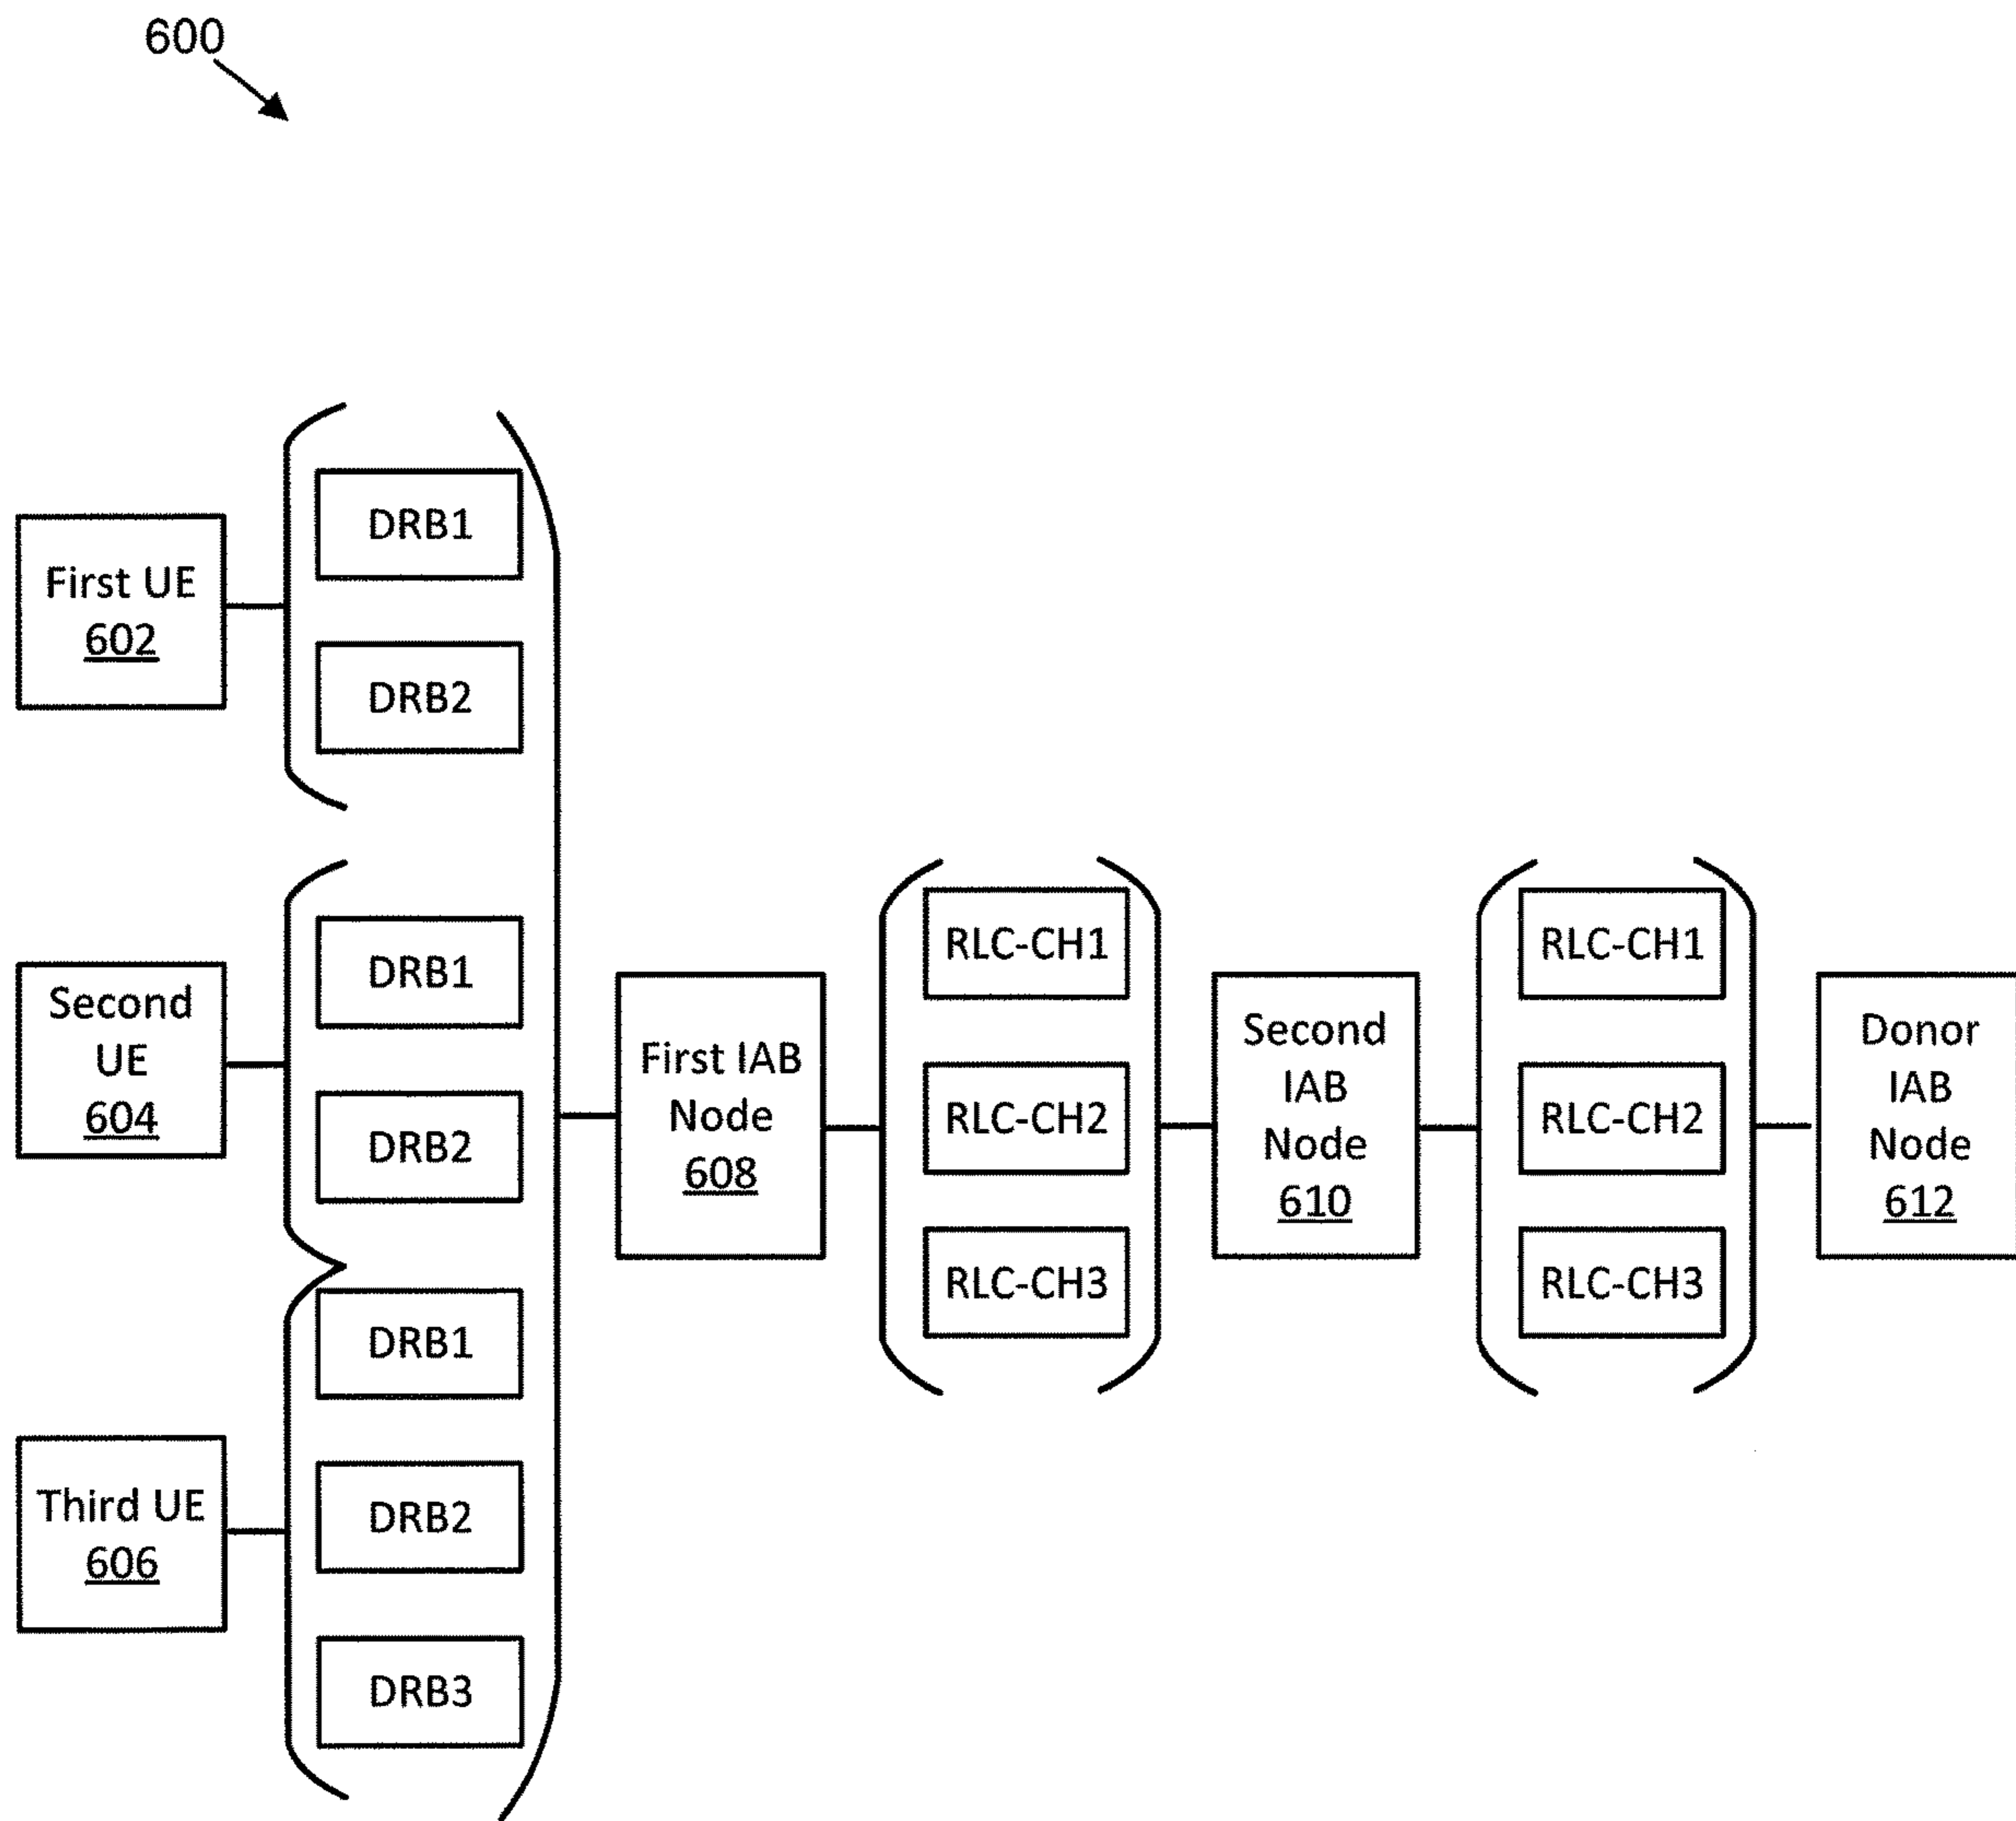 600
First UE
602
DRB1
DRB2
Second
UE
604
DRB1
DRB2
Third UE
606
DRB1
DRB2
DRB3
First IAB
Node
608
RLC-CH1
RLC-CH2
RLC-CH3
Second
IAB
Node
610
RLC-CH1
RLC-CH2
RLC-CH3
Donor
IAB
Node
612